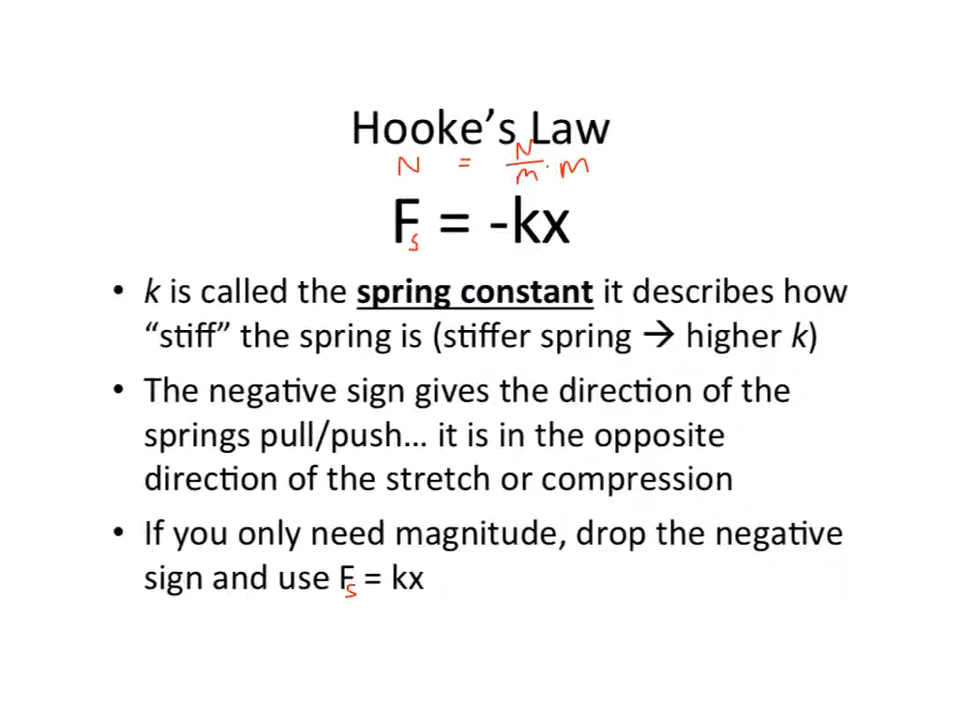 Hooke's Law
N = N/m · m
Fs = -kx
• k is called the spring constant it describes how
“stiff” the spring is (stiffer spring → higher k)
• The negative sign gives the direction of the
springs pull/push… it is in the opposite
direction of the stretch or compression
• If you only need magnitude, drop the negative
sign and use Fs = kx